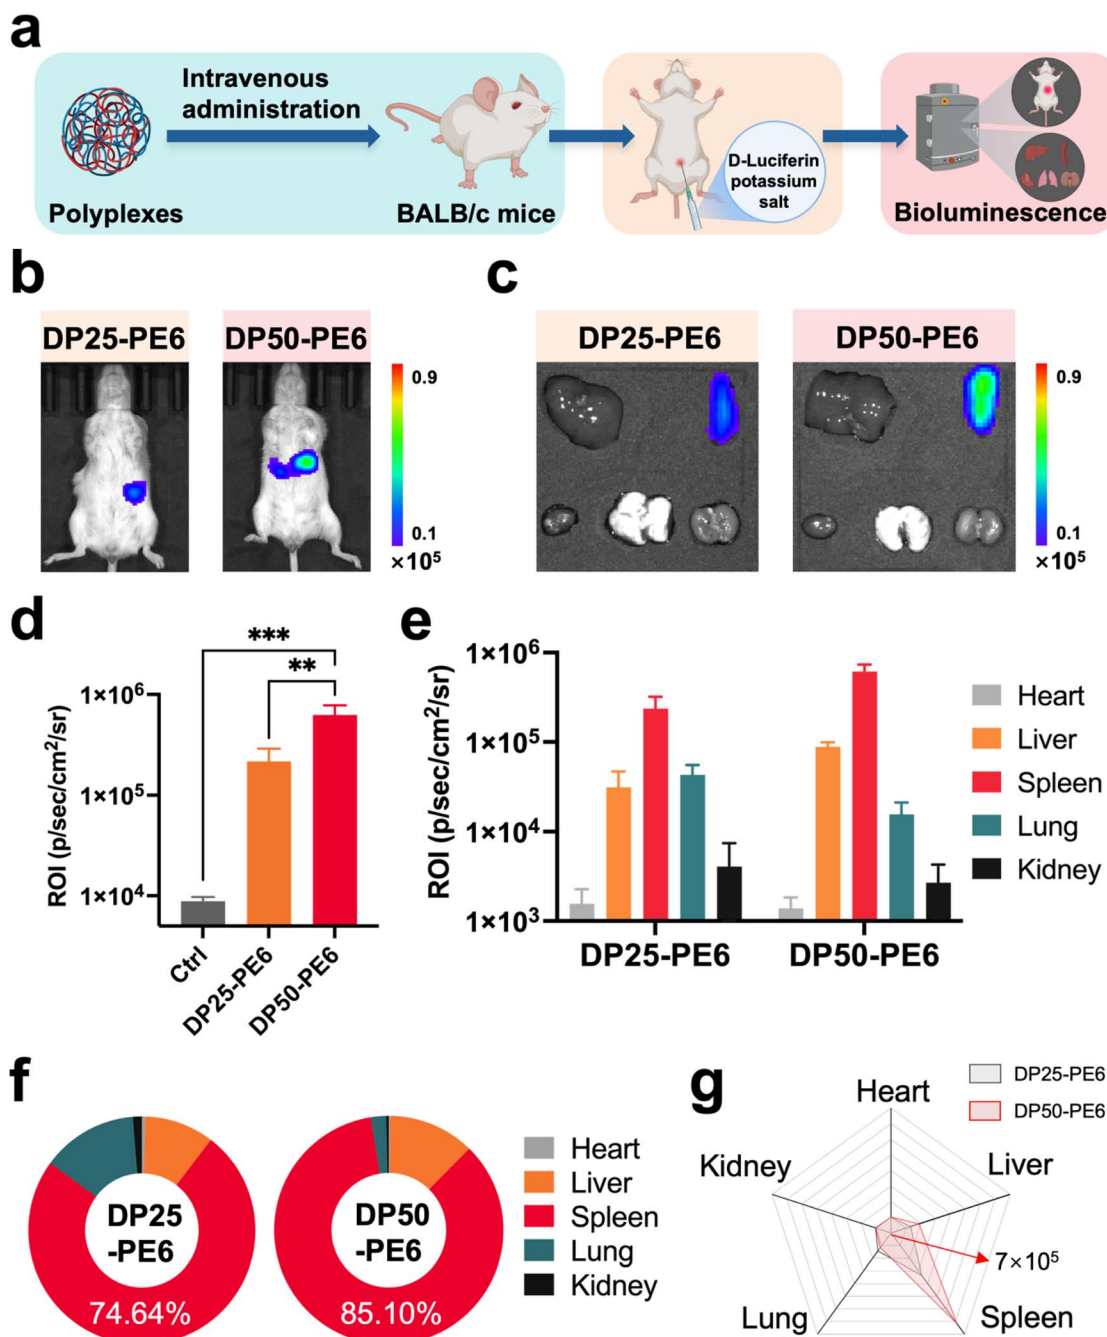 a
Intravenous
administration
Polyplexes
BALB/c mice
D-Luciferin
potassium
salt
Bioluminescence
b
DP25-PE6
DP50-PE6
0.9
0.1
×10⁵
c
DP25-PE6
DP50-PE6
0.9
0.1
×10⁵
d
***
**
1×10⁶
1×10⁵
1×10⁴
ROI (p/sec/cm²/sr)
Ctrl
DP25-PE6
DP50-PE6
e
1×10⁶
1×10⁵
1×10⁴
1×10³
ROI (p/sec/cm²/sr)
DP25-PE6
DP50-PE6
Heart
Liver
Spleen
Lung
Kidney
f
DP25
-PE6
74.64%
DP50
-PE6
85.10%
Heart
Liver
Spleen
Lung
Kidney
g
DP25-PE6
DP50-PE6
Heart
Kidney
Liver
7×10⁵
Lung
Spleen